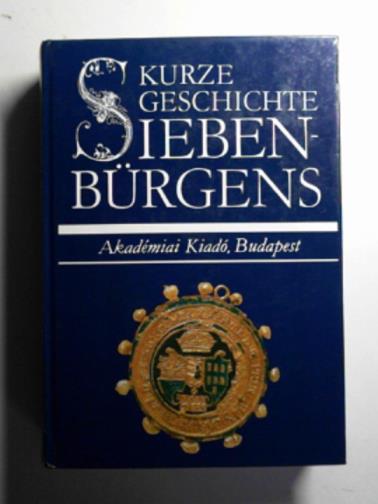 KURZE
GESCHICHTE
SIEBEN-
BÜRGENS
Akadémiai Kiadó, Budapest